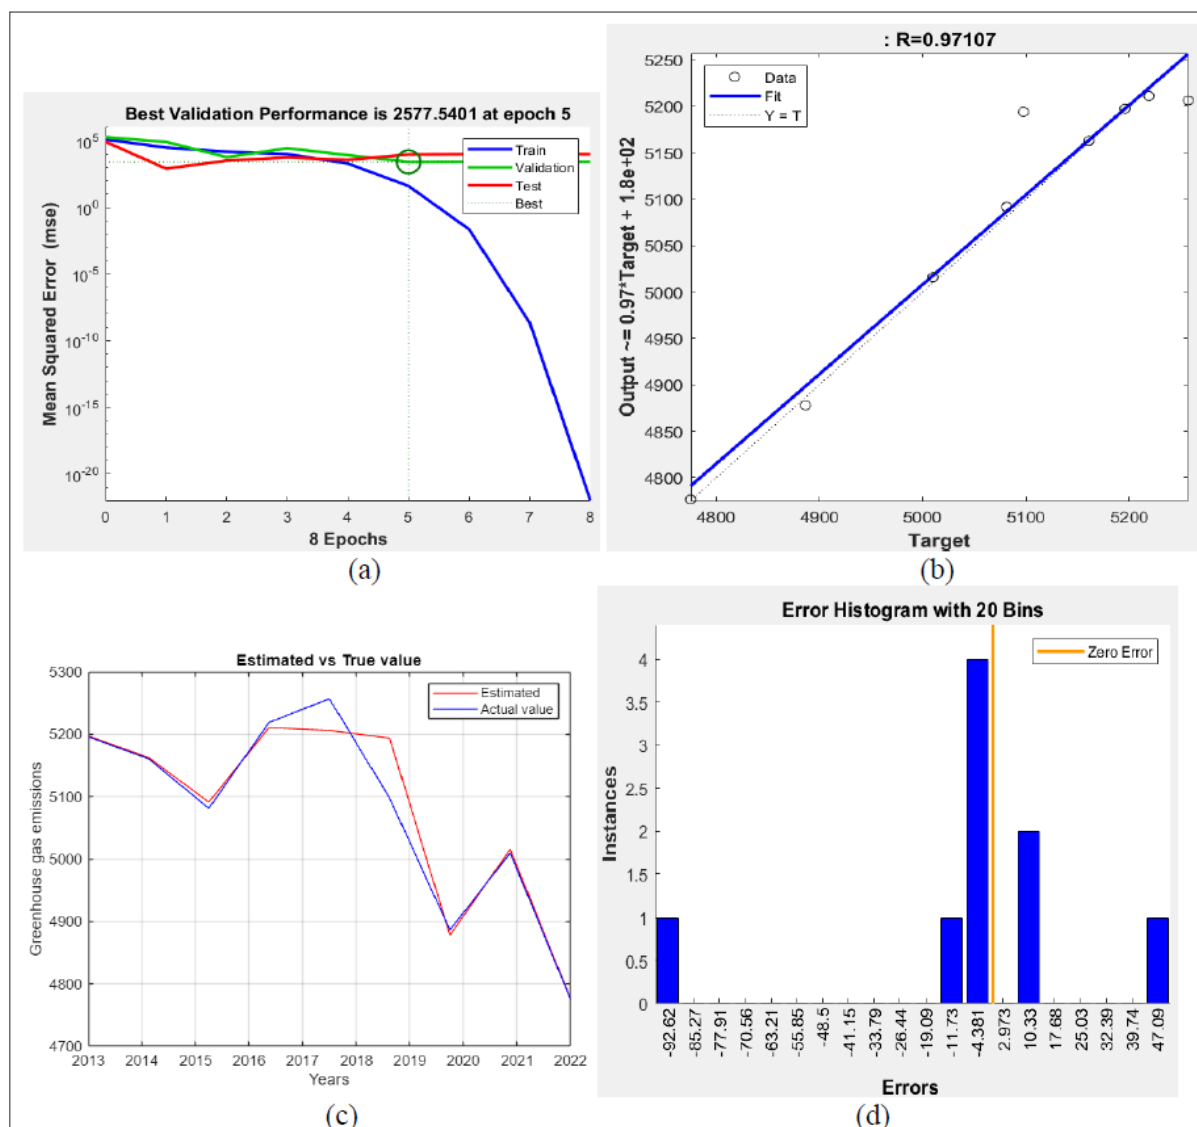 Best Validation Performance is 2577.5401 at epoch 5
Mean Squared Error (mse)
10^5
10^0
10^-5
10^-10
10^-15
10^-20
Train
Validation
Test
Best
0 1 2 3 4 5 6 7 8
8 Epochs
(a)
: R=0.97107
Output ~= 0.97*Target + 1.8e+02
5250
5200
5150
5100
5050
5000
4950
4900
4850
4800
Data
Fit
Y = T
4800 4900 5000 5100 5200
Target
(b)
Estimated vs True value
Greenhouse gas emissions
5300
5200
5100
5000
4900
4800
4700
Estimated
Actual value
2013 2014 2015 2016 2017 2018 2019 2020 2021 2022
Years
(c)
Error Histogram with 20 Bins
Instances
4
3.5
3
2.5
2
1.5
1
0.5
0
Zero Error
-92.62
-85.27
-77.91
-70.56
-63.21
-55.85
-48.5
-41.15
-33.79
-26.44
-19.09
-11.73
-4.381
2.973
10.33
17.68
25.03
32.39
39.74
47.09
Errors
(d)